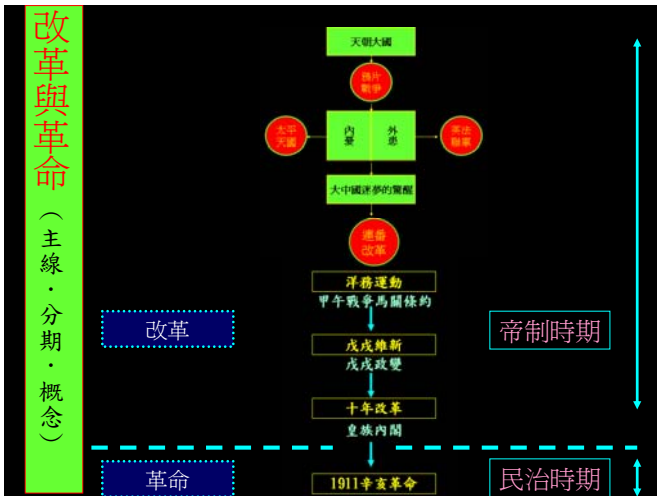 改革與革命
（主線．分期．概念）
天朝大國
鴉片
戰爭
太平
天國
內
憂
外
患
英法
聯軍
大中國迷夢的驚醒
連番
改革
洋務運動
甲午戰爭馬關條約
改革
戊戌維新
戊戌政變
帝制時期
十年改革
皇族內閣
革命
1911辛亥革命
民治時期